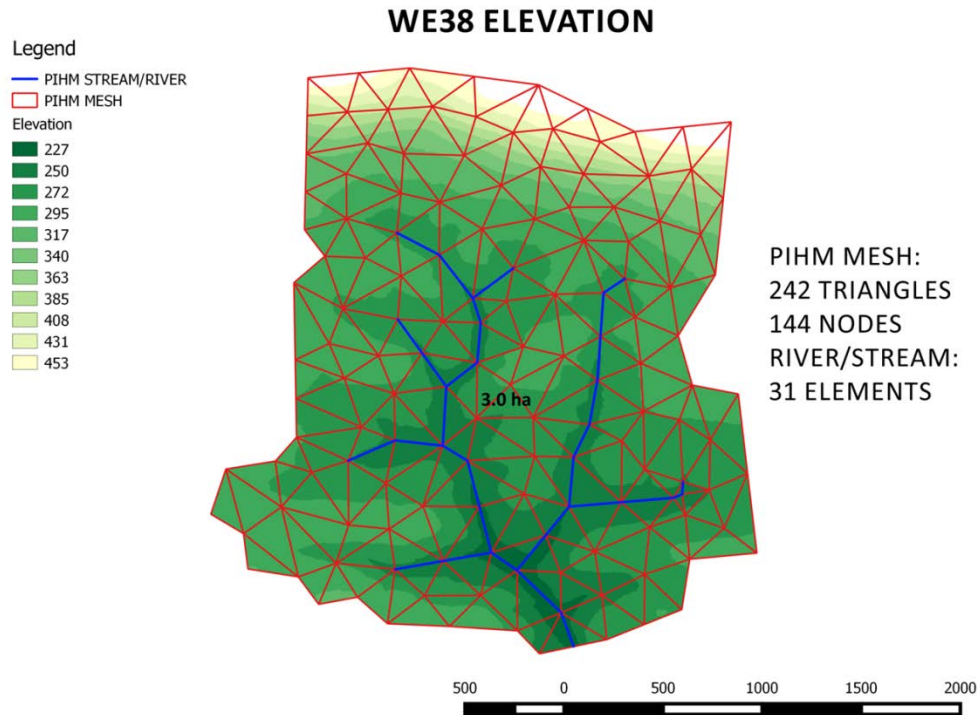 WE38 ELEVATION
Legend
PIHM STREAM/RIVER
PIHM MESH
Elevation
227
250
272
295
317
340
363
385
408
431
453
3.0 ha
PIHM MESH:
242 TRIANGLES
144 NODES
RIVER/STREAM:
31 ELEMENTS
500 0 500 1000 1500 2000